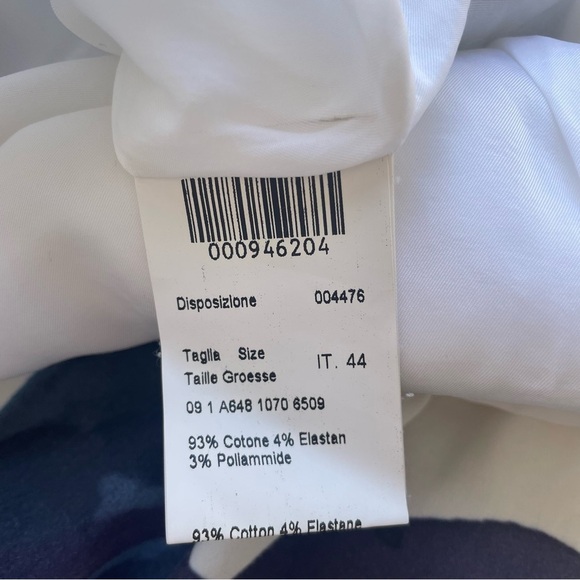 000946204
Disposizione 004476
Taglia Size IT. 44
Taille Groesse
09 1 A648 1070 6509
93% Cotone 4% Elastan
3% Poliammide
93% Cotton 4% Elastane